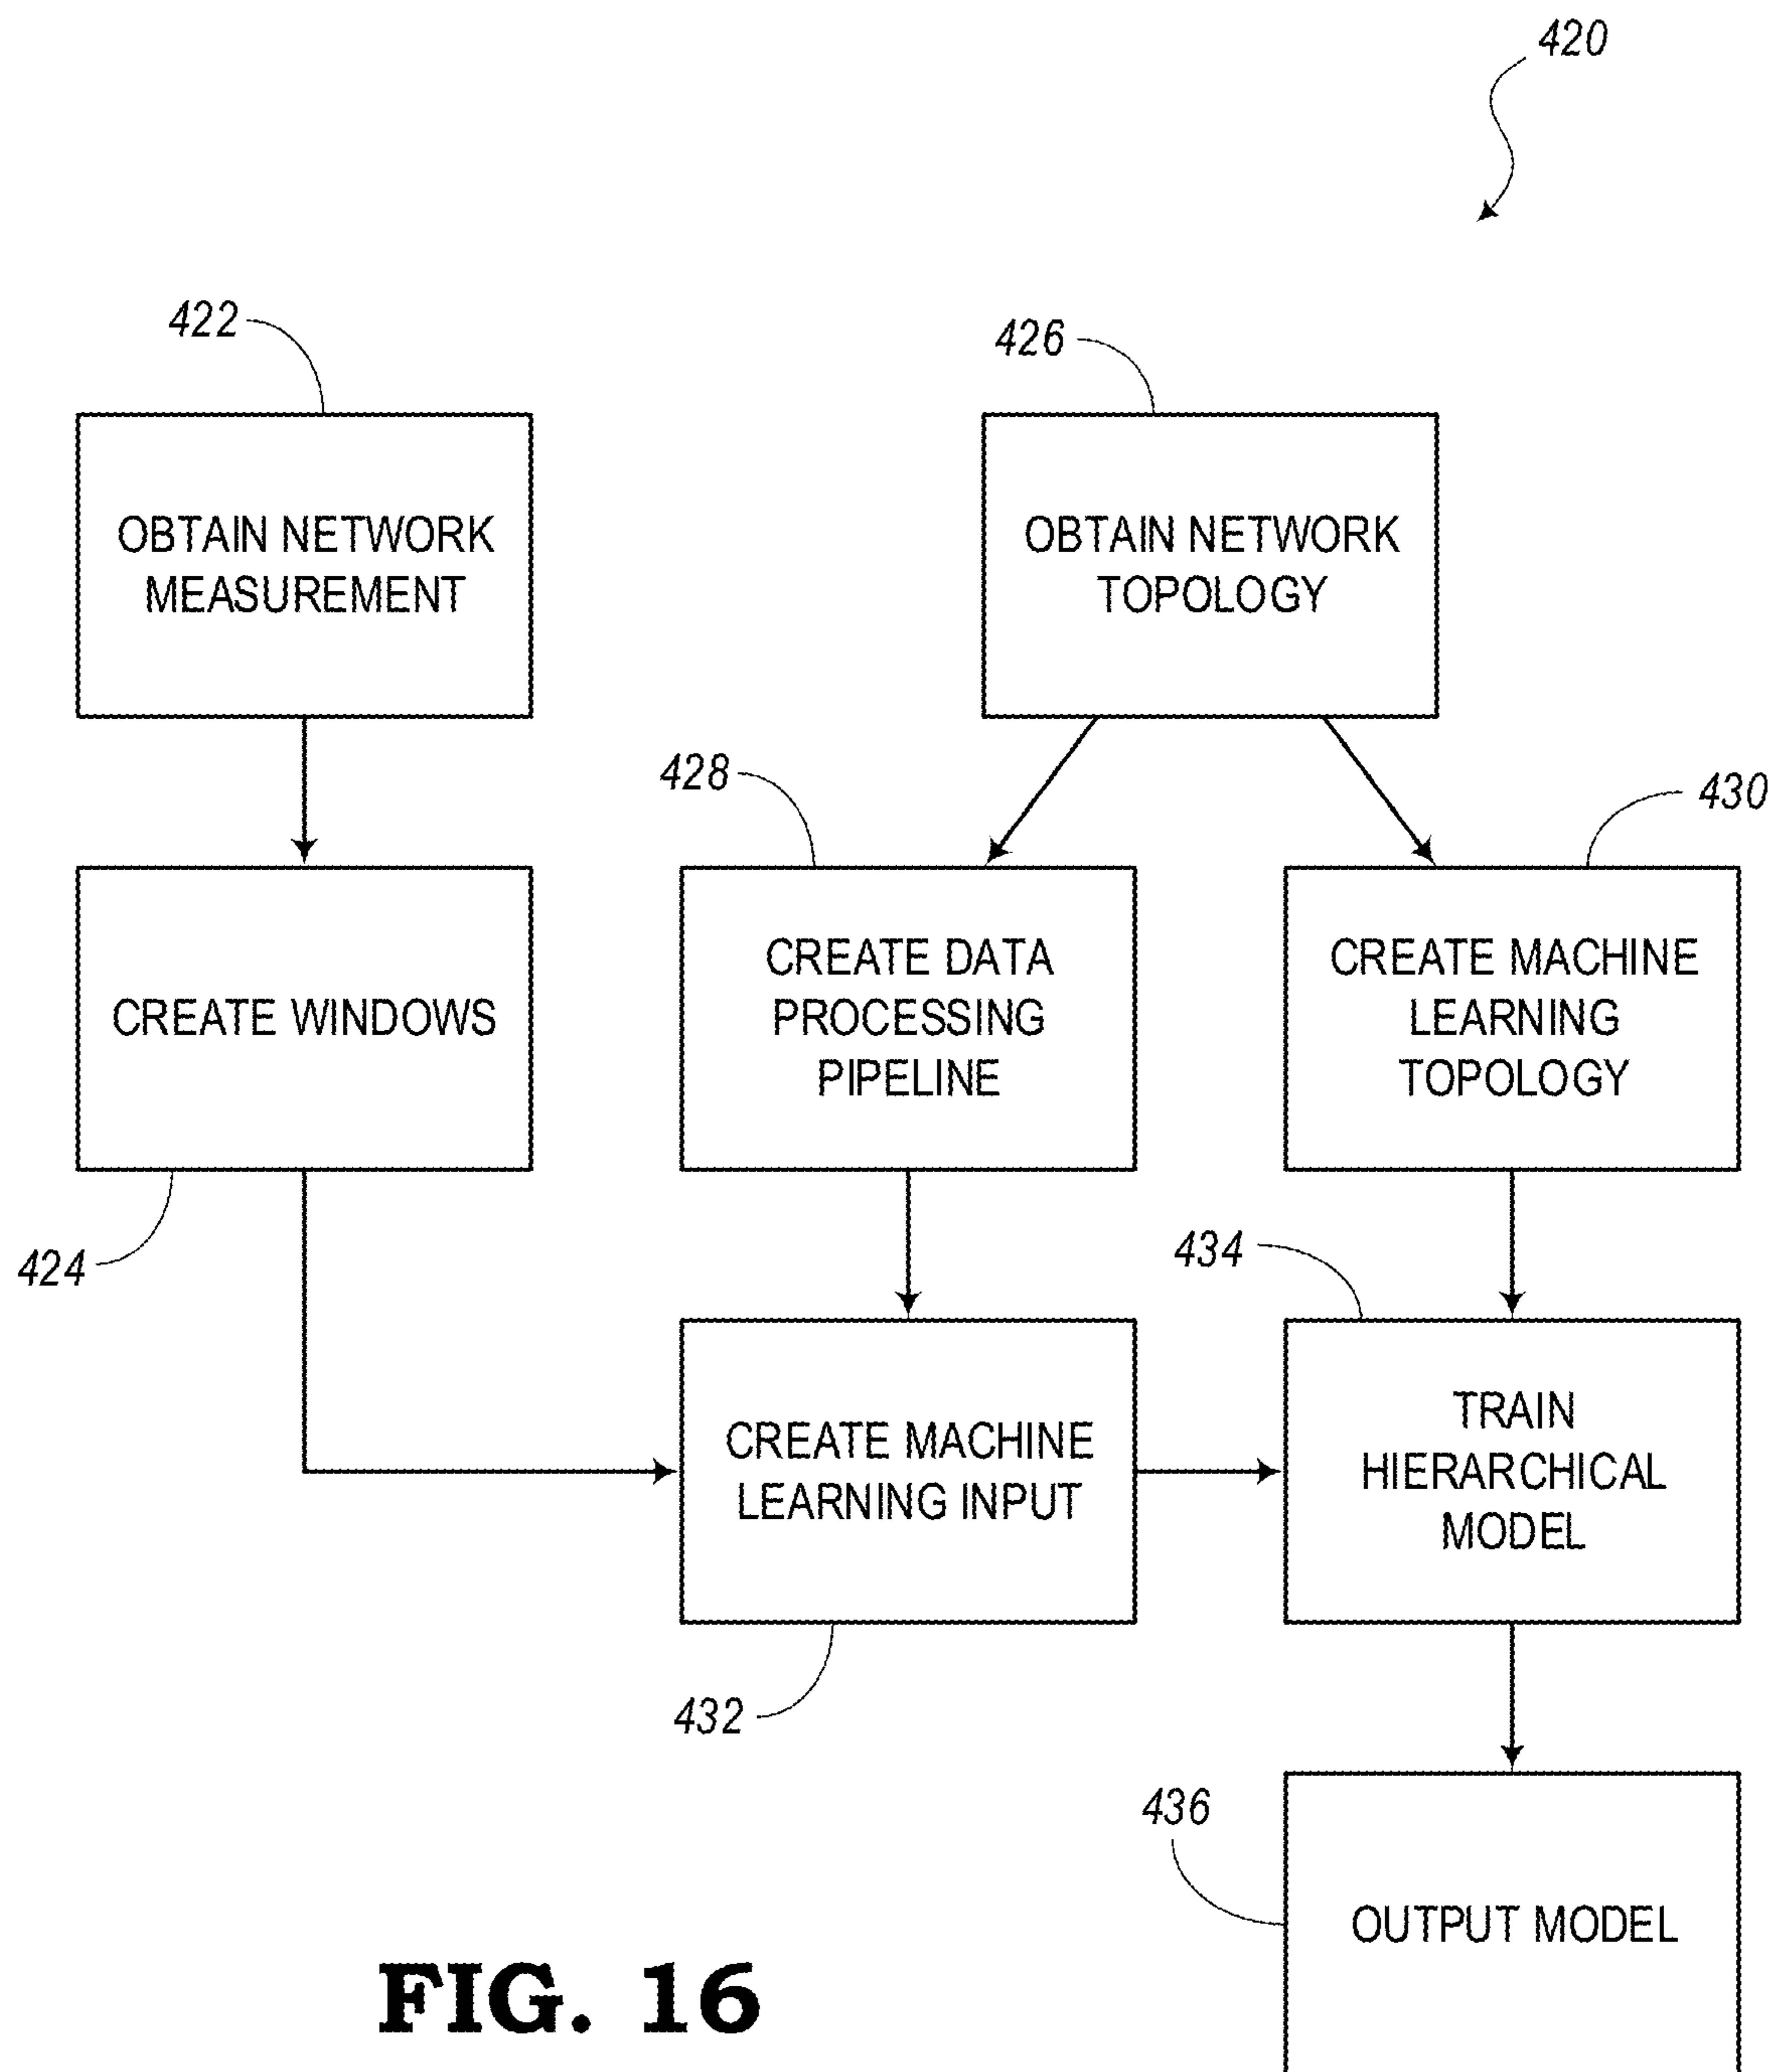 420
422
426
OBTAIN NETWORK
MEASUREMENT
OBTAIN NETWORK
TOPOLOGY
428
430
CREATE WINDOWS
CREATE DATA
PROCESSING
PIPELINE
CREATE MACHINE
LEARNING
TOPOLOGY
424
434
CREATE MACHINE
LEARNING INPUT
TRAIN
HIERARCHICAL
MODEL
432
436
OUTPUT MODEL
FIG. 16